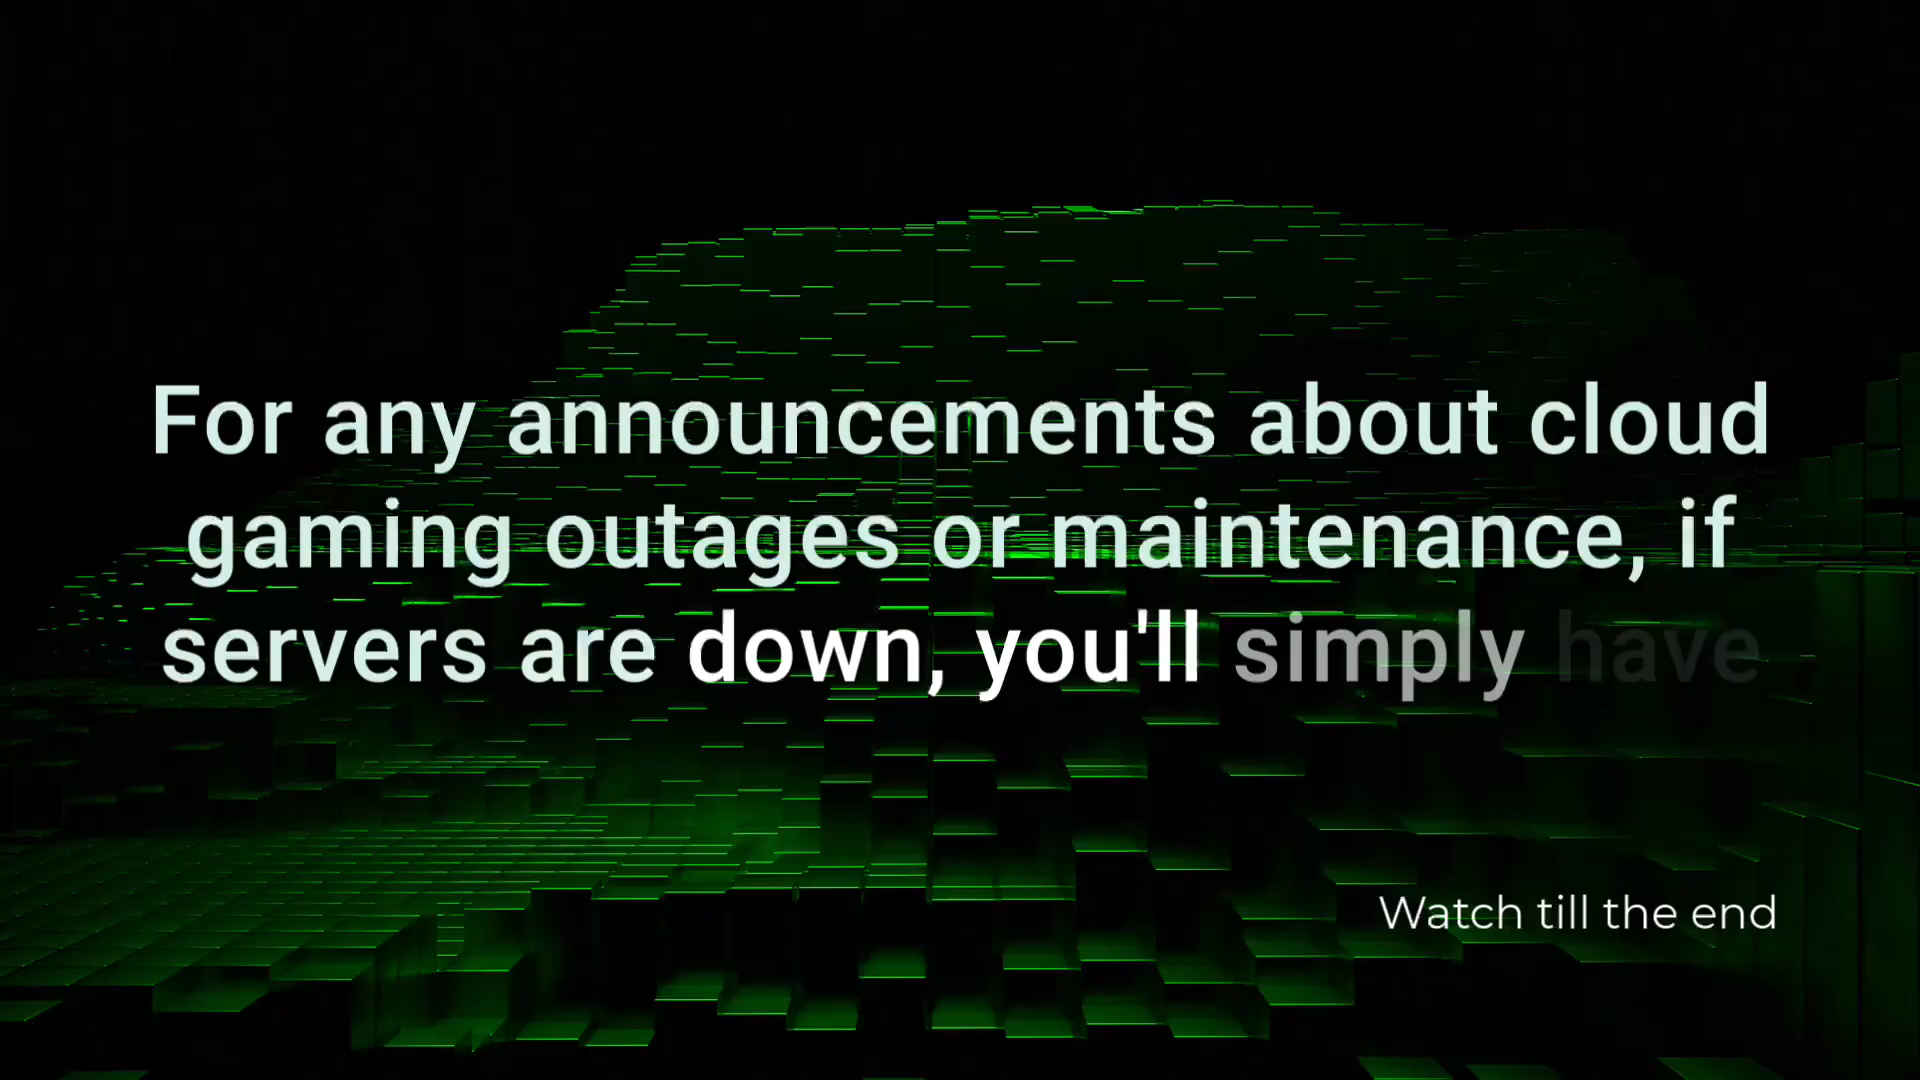 For any announcements about cloud
gaming outages or maintenance, if
servers are down, you'll simply have
Watch till the end